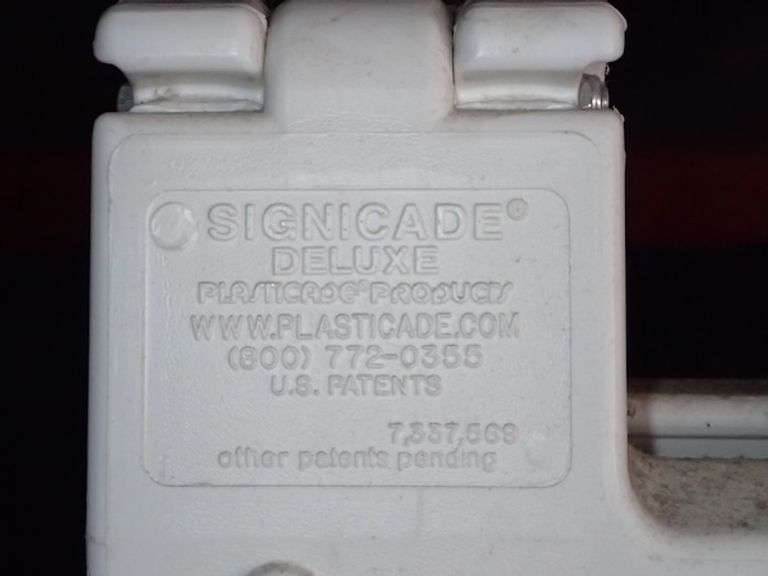 SIGNICADE®
DELUXE
PLASTICADE® PRODUCTS
WWW.PLASTICADE.COM
(800) 772-0355
U.S. PATENTS
7,337,569
other patents pending